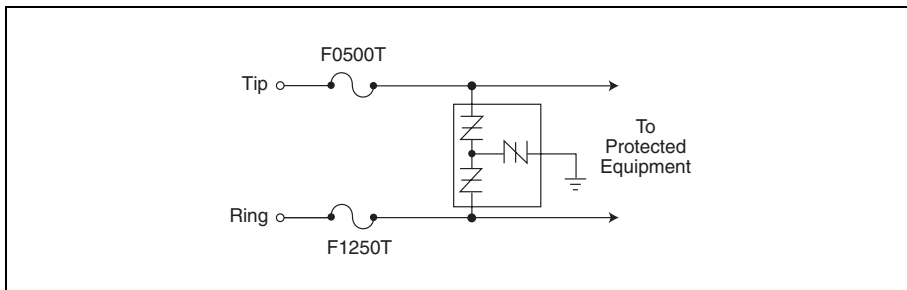 F0500T
Tip
To
Protected
Equipment
Ring
F1250T